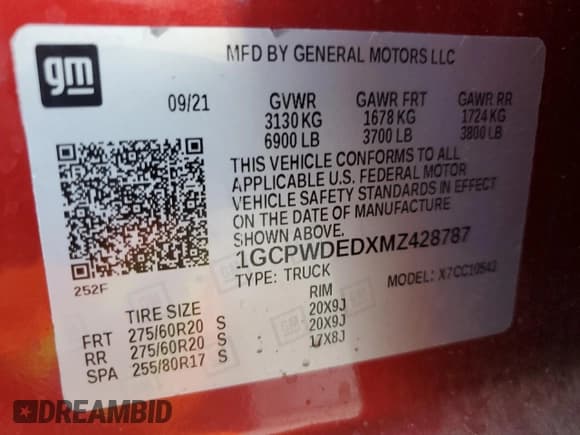 gm
MFD BY GENERAL MOTORS LLC
09/21 GVWR GAWR FRT GAWR RR
3130 KG 1678 KG 1724 KG
6900 LB 3700 LB 3800 LB
THIS VEHICLE CONFORMS TO ALL
APPLICABLE U.S. FEDERAL MOTOR
VEHICLE SAFETY STANDARDS IN EFFECT
ON THE DATE OF MANUFACTURE
1GCPWDEDXMZ428787
252F
TYPE: TRUCK MODEL: X7CC10543
TIRE SIZE RIM
FRT 275/60R20 S 20X9J
RR 275/60R20 S 20X9J
SPA 255/80R17 S 17X8J
DREAMBID